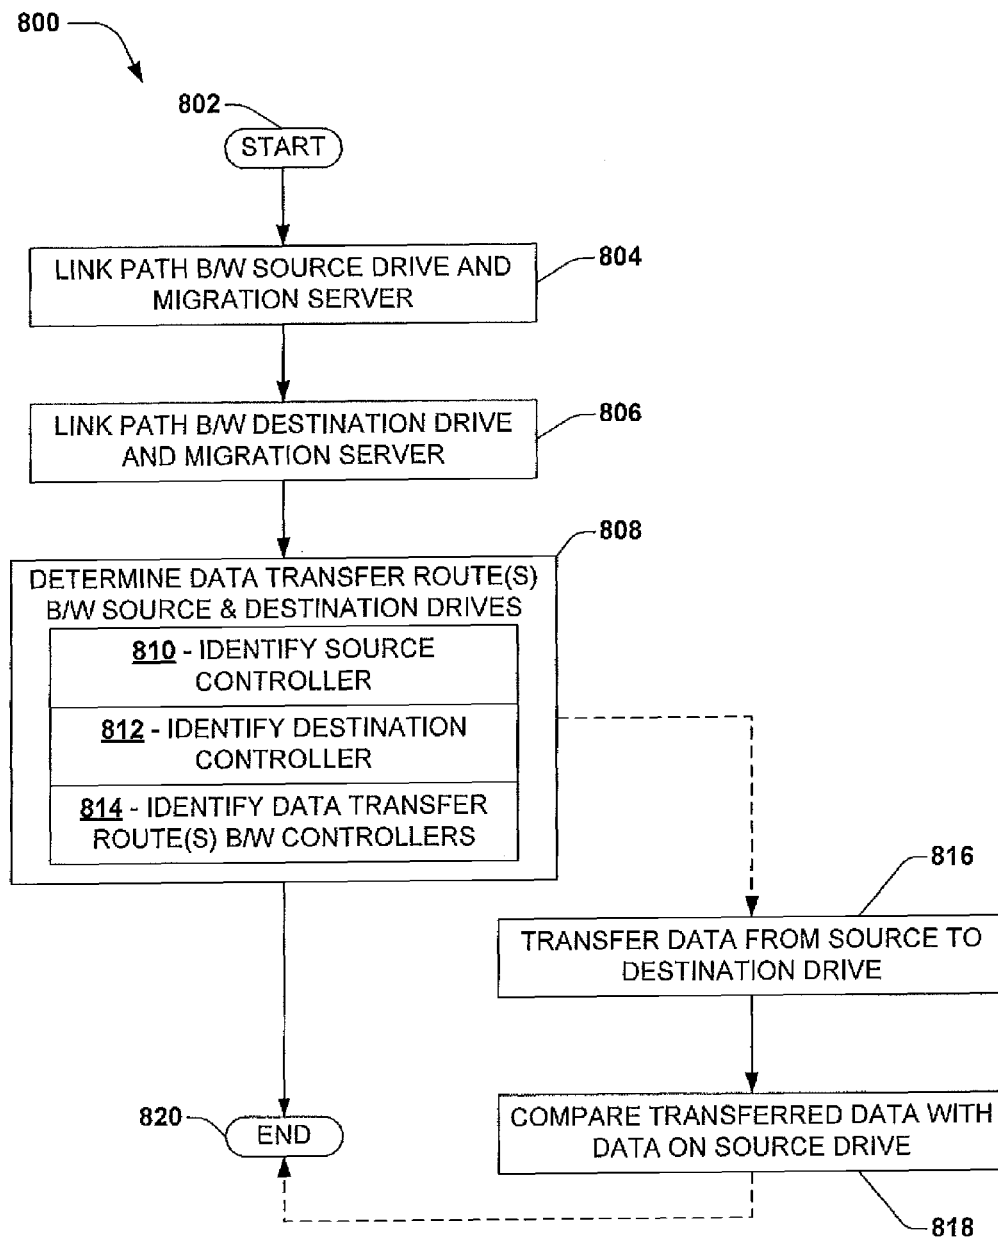 800
802
START
LINK PATH B/W SOURCE DRIVE AND
MIGRATION SERVER
804
LINK PATH B/W DESTINATION DRIVE
AND MIGRATION SERVER
806
808
DETERMINE DATA TRANSFER ROUTE(S)
B/W SOURCE & DESTINATION DRIVES
810 - IDENTIFY SOURCE
CONTROLLER
812 - IDENTIFY DESTINATION
CONTROLLER
814 - IDENTIFY DATA TRANSFER
ROUTE(S) B/W CONTROLLERS
816
TRANSFER DATA FROM SOURCE TO
DESTINATION DRIVE
COMPARE TRANSFERRED DATA WITH
DATA ON SOURCE DRIVE
818
820
END